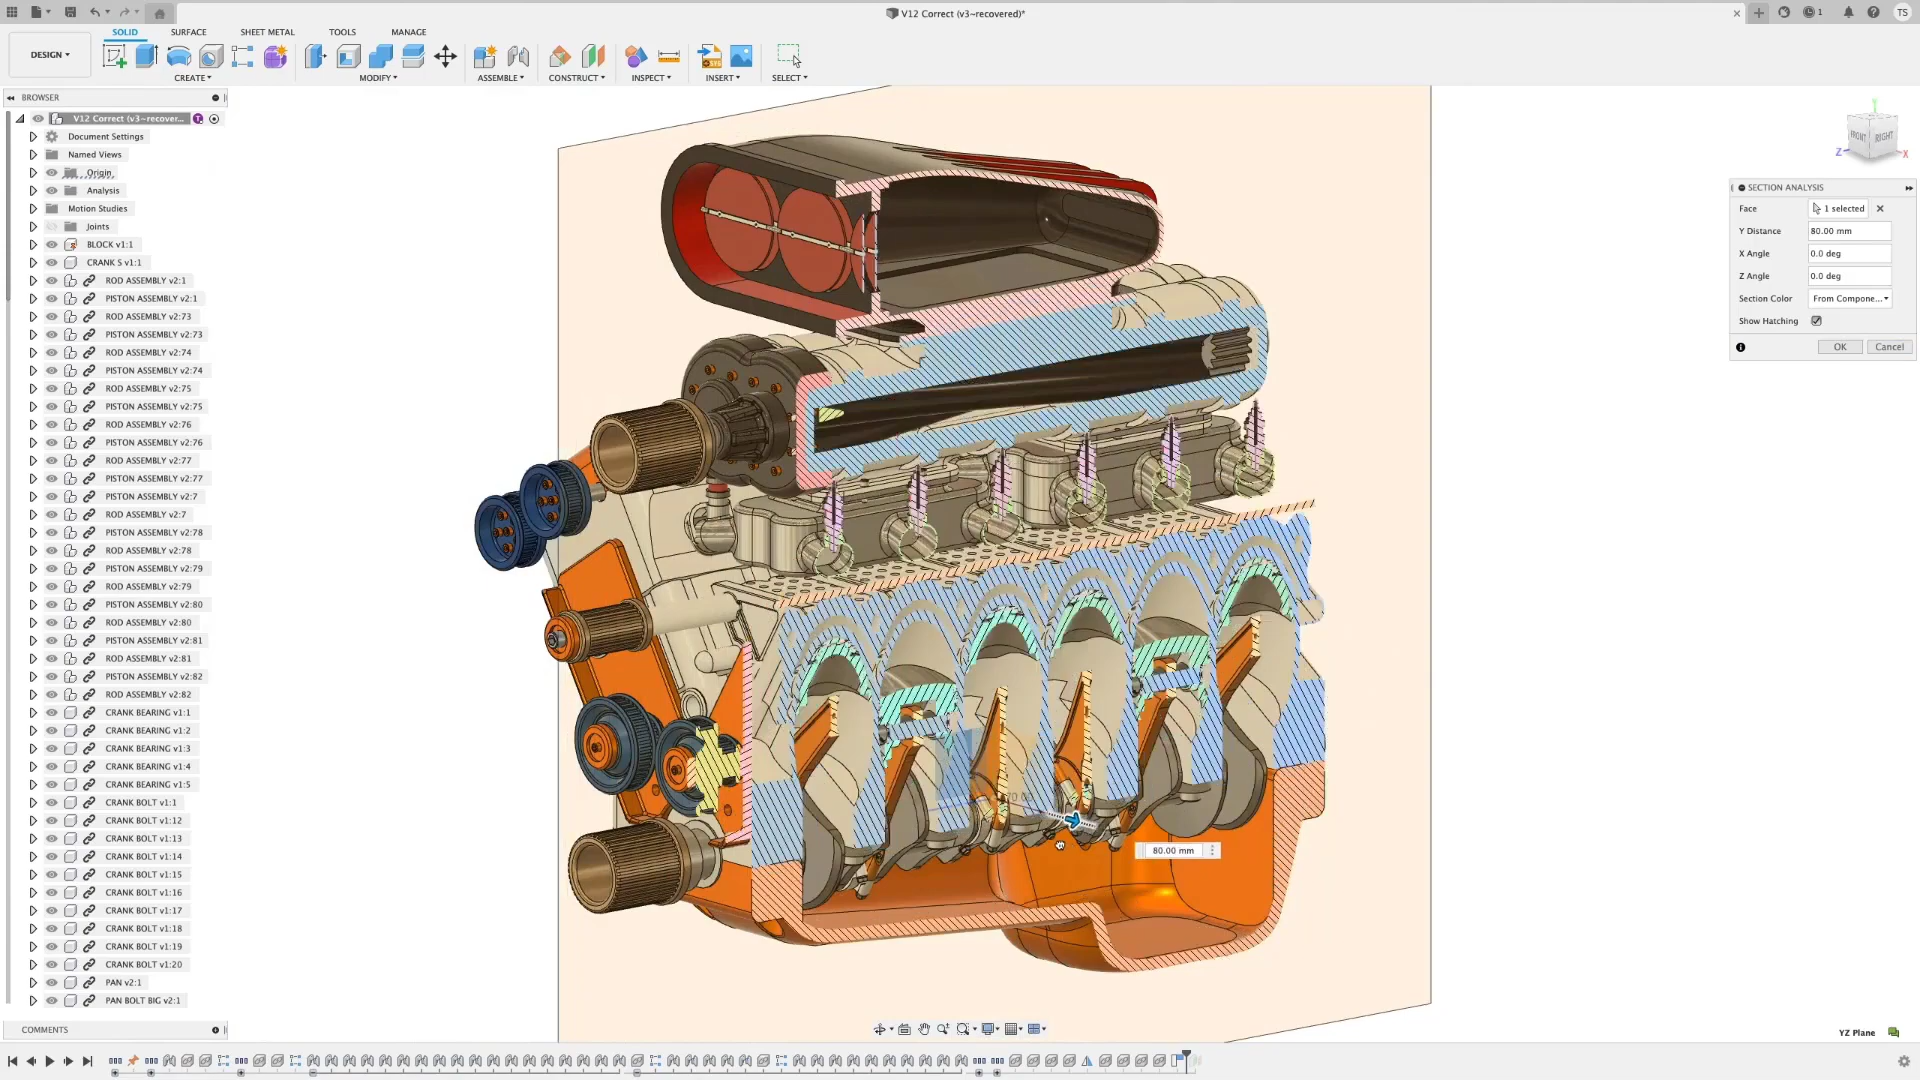 V12 Correct (v3~recovered)*
1
TS
DESIGN
SOLID SURFACE SHEET METAL TOOLS MANAGE
CREATE MODIFY ASSEMBLE CONSTRUCT INSPECT INSERT SELECT
BROWSER
V12 Correct (v3~recover...
Document Settings
Named Views
Origin
Analysis
Motion Studies
Joints
BLOCK v1:1
CRANK S v1:1
ROD ASSEMBLY v2:1
PISTON ASSEMBLY v2:1
ROD ASSEMBLY v2:73
PISTON ASSEMBLY v2:73
ROD ASSEMBLY v2:74
PISTON ASSEMBLY v2:74
ROD ASSEMBLY v2:75
PISTON ASSEMBLY v2:75
ROD ASSEMBLY v2:76
PISTON ASSEMBLY v2:76
ROD ASSEMBLY v2:77
PISTON ASSEMBLY v2:77
PISTON ASSEMBLY v2:7
ROD ASSEMBLY v2:7
PISTON ASSEMBLY v2:78
ROD ASSEMBLY v2:78
PISTON ASSEMBLY v2:79
ROD ASSEMBLY v2:79
PISTON ASSEMBLY v2:80
ROD ASSEMBLY v2:80
PISTON ASSEMBLY v2:81
ROD ASSEMBLY v2:81
PISTON ASSEMBLY v2:82
ROD ASSEMBLY v2:82
CRANK BEARING v1:1
CRANK BEARING v1:2
CRANK BEARING v1:3
CRANK BEARING v1:4
CRANK BEARING v1:5
CRANK BOLT v1:1
CRANK BOLT v1:12
CRANK BOLT v1:13
CRANK BOLT v1:14
CRANK BOLT v1:15
CRANK BOLT v1:16
CRANK BOLT v1:17
CRANK BOLT v1:18
CRANK BOLT v1:19
CRANK BOLT v1:20
PAN v2:1
PAN BOLT BIG v2:1
COMMENTS
80.00 mm
Y
FRONT RIGHT
Z X
SECTION ANALYSIS
Face 1 selected
Y Distance 80.00 mm
X Angle 0.0 deg
Z Angle 0.0 deg
Section Color From Compone...
Show Hatching
OK Cancel
YZ Plane